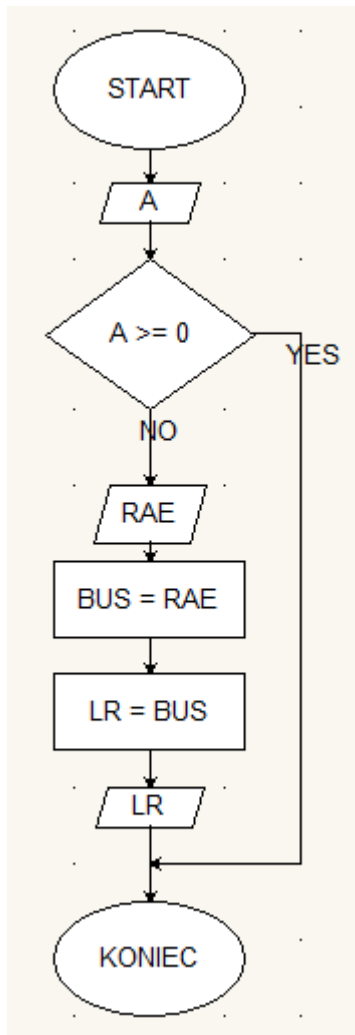 START
A
A >= 0
YES
NO
RAE
BUS = RAE
LR = BUS
LR
KONIEC